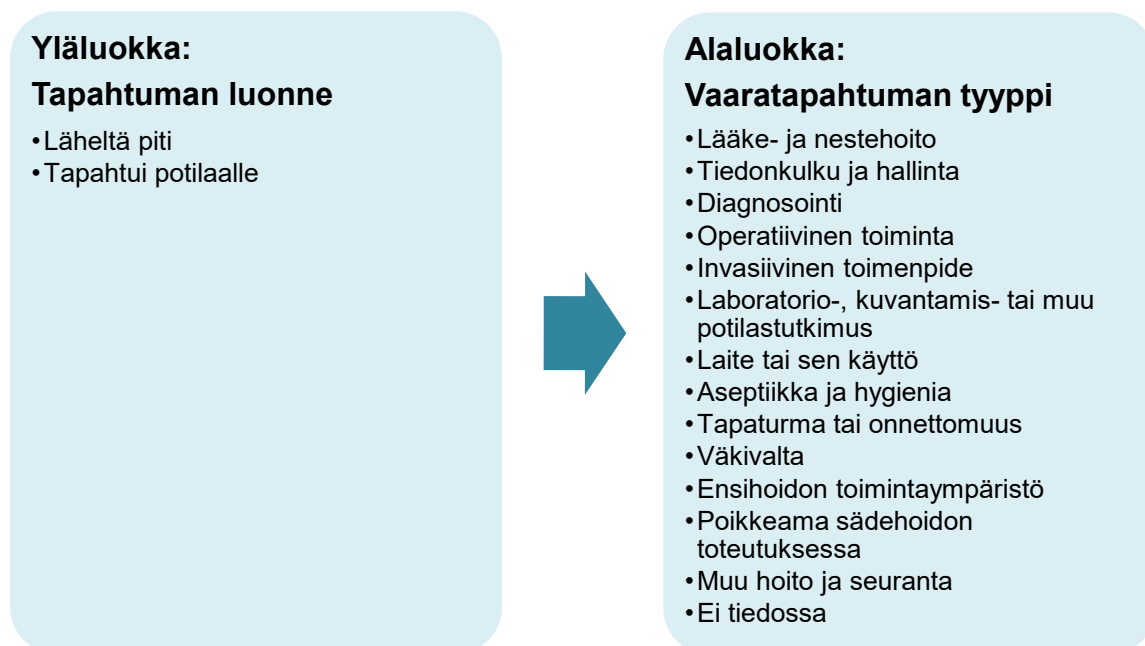 Yläluokka:
Tapahtuman luonne
•Läheltä piti
•Tapahtui potilaalle
Alaluokka:
Vaaratapahtuman tyyppi
•Lääke- ja nestehoito
•Tiedonkulku ja hallinta
•Diagnosointi
•Operatiivinen toiminta
•Invasiivinen toimenpide
•Laboratorio-, kuvantamis- tai muu
potilastutkimus
•Laite tai sen käyttö
•Aseptiikka ja hygienia
•Tapaturma tai onnettomuus
•Väkivalta
•Ensihoidon toimintaympäristö
•Poikkeama sädehoidon
toteutuksessa
•Muu hoito ja seuranta
•Ei tiedossa